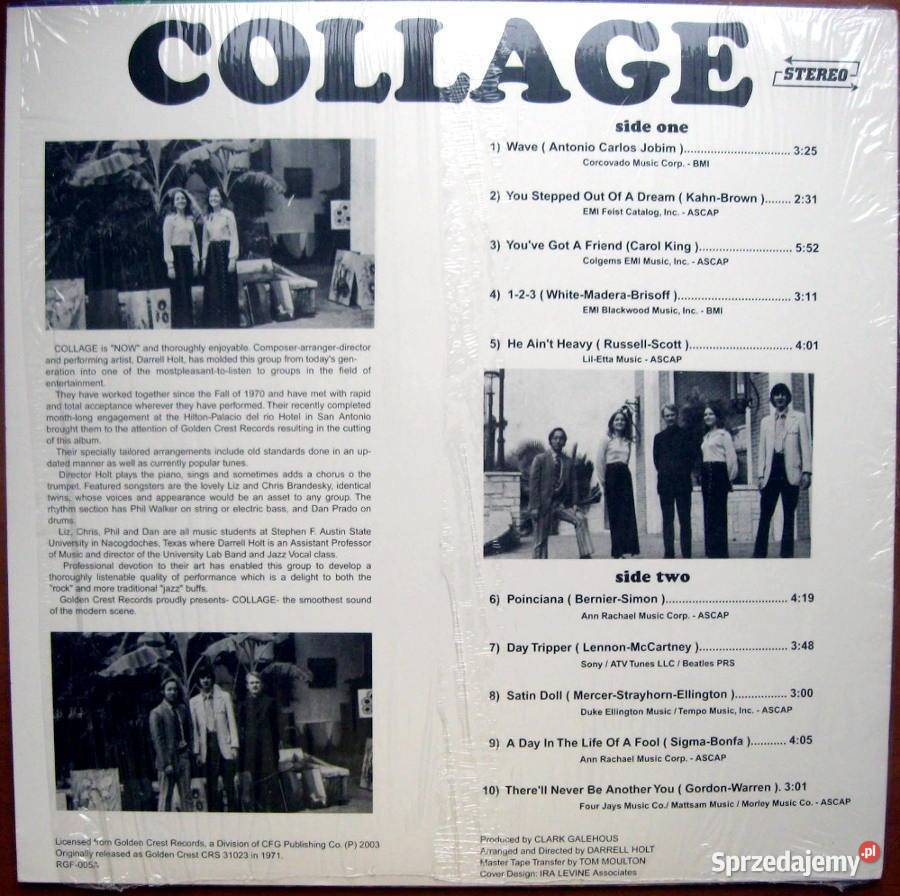 COLLAGE
STEREO
COLLAGE is "NOW" and thoroughly enjoyable. Composer-arranger-director
and performing artist, Darrell Holt, has molded this group from today's gen-
eration into one of the mostpleasant-to-listen to groups in the field of
entertainment.
They have worked together since the Fall of 1970 and have met with rapid
and total acceptance wherever they have performed. Their recently completed
month-long engagement at the Hilton-Palacio del rio Hotel in San Antonio
brought them to the attention of Golden Crest Records resulting in the cutting
of this album.
Their specially tailored arrangements include old standards done in an up-
dated manner as well as currently popular tunes.
Director Holt plays the piano, sings and sometimes adds a chorus o the
trumpet. Featured songsters are the lovely Liz and Chris Brandesky, identical
twins, whose voices and appearance would be an asset to any group. The
rhythm section has Phil Walker on string or electric bass, and Dan Prado on
drums.
Liz, Chris, Phil and Dan are all music students at Stephen F. Austin State
University in Nacogdoches, Texas where Darrell Holt is an Assistant Professor
of Music and director of the University Lab Band and Jazz Vocal class.
Professional devotion to their art has enabled this group to develop a
thoroughly listenable quality of performance which is a delight to both the
"rock" and more traditional "jazz" buffs.
Golden Crest Records proudly presents- COLLAGE- the smoothest sound
of the modern scene.
Licensed from Golden Crest Records, a Division of CFG Publishing Co. (P) 2003
Originally released as Golden Crest CRS 31023 in 1971.
RGF-005A
side one
1) Wave ( Antonio Carlos Jobim )................................ 3:25
Corcovado Music Corp. - BMI
2) You Stepped Out Of A Dream ( Kahn-Brown )........ 2:31
EMI Feist Catalog, Inc. - ASCAP
3) You've Got A Friend (Carol King )............................ 5:52
Colgems EMI Music, Inc. - ASCAP
4) 1-2-3 ( White-Madera-Brisoff )................................... 3:11
EMI Blackwood Music, Inc. - BMI
5) He Ain't Heavy ( Russell-Scott )............................... 4:01
Lil-Etta Music - ASCAP
side two
6) Poinciana ( Bernier-Simon )..................................... 4:19
Ann Rachael Music Corp. - ASCAP
7) Day Tripper ( Lennon-McCartney )........................... 3:48
Sony / ATV Tunes LLC / Beatles PRS
8) Satin Doll ( Mercer-Strayhorn-Ellington )................ 3:00
Duke Ellington Music / Tempo Music, Inc. - ASCAP
9) A Day In The Life Of A Fool ( Sigma-Bonfa )........... 4:05
Ann Rachael Music Corp. - ASCAP
10) There'll Never Be Another You ( Gordon-Warren ). 3:01
Four Jays Music Co./ Mattsam Music / Morley Music Co. - ASCAP
Produced by CLARK GALEHOUS
Arranged and Directed by DARRELL HOLT
Master Tape Transfer by TOM MOULTON
Cover Design: IRA LEVINE Associates
Sprzedajemy.pl